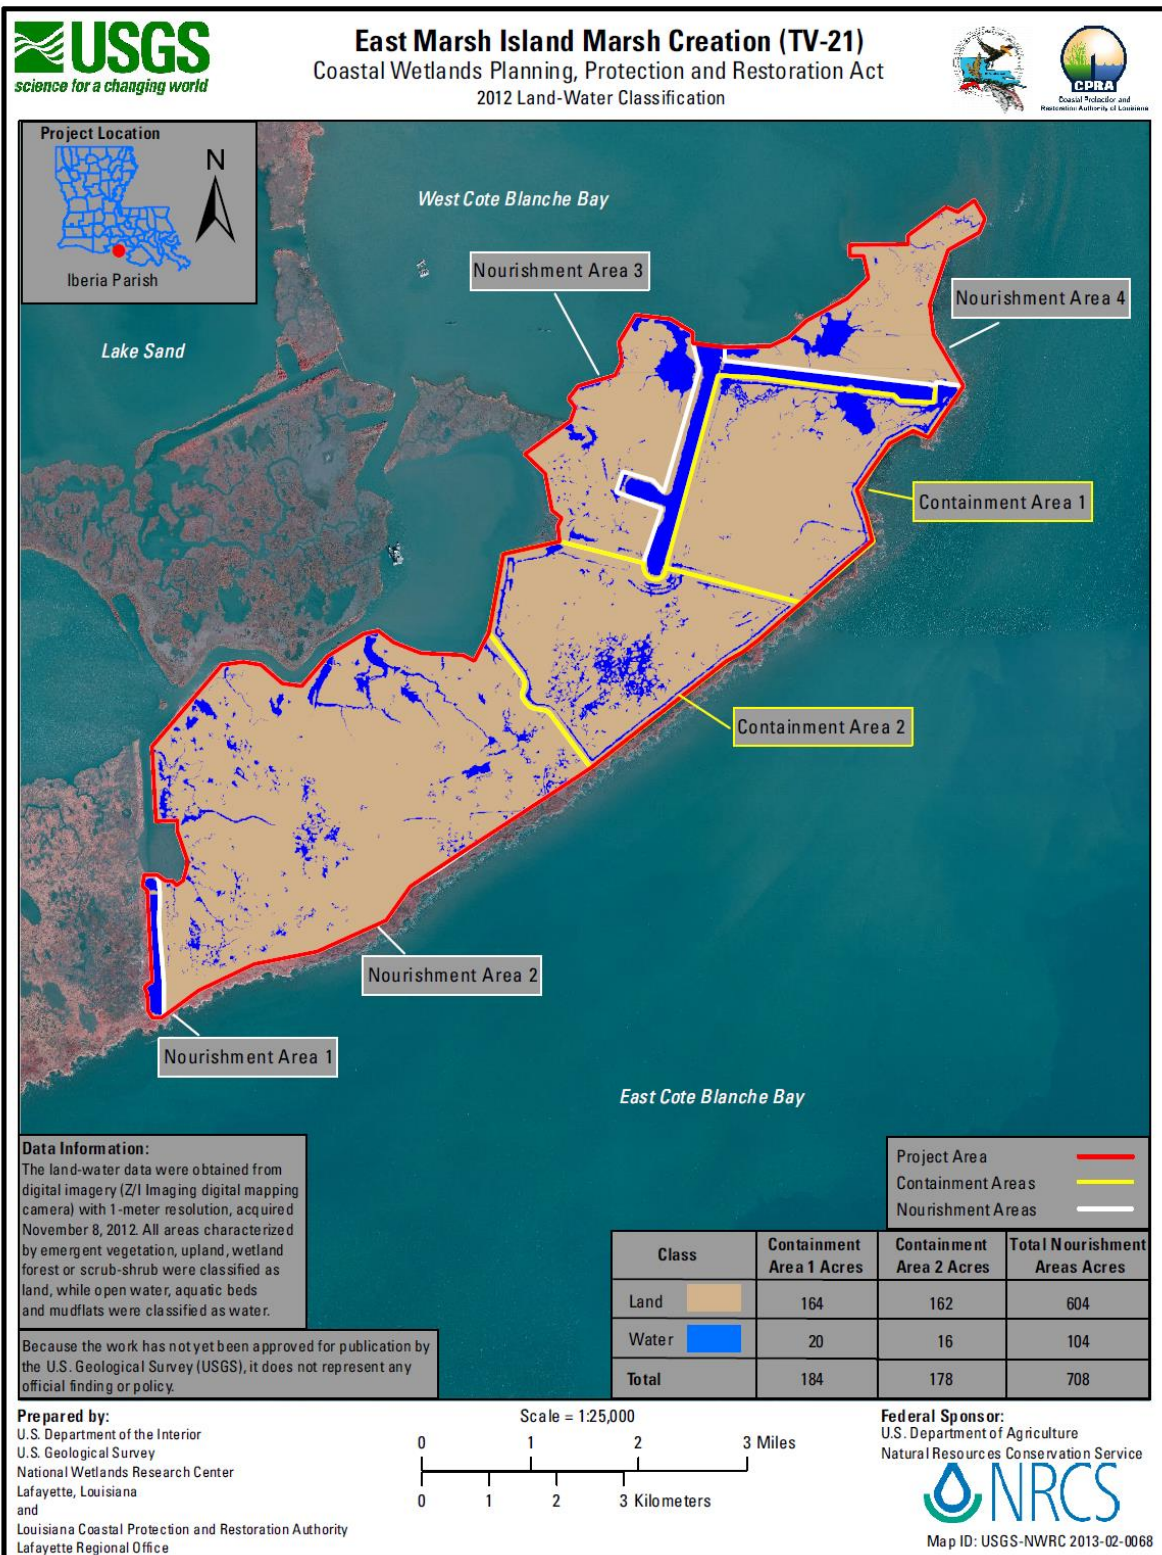 USGS
science for a changing world
East Marsh Island Marsh Creation (TV-21)
Coastal Wetlands Planning, Protection and Restoration Act
2012 Land-Water Classification
CPRA
Coastal Protection and
Restoration Authority of Louisiana
Project Location
N
Iberia Parish
West Cote Blanche Bay
Nourishment Area 3
Nourishment Area 4
Lake Sand
Containment Area 1
Containment Area 2
Nourishment Area 2
Nourishment Area 1
East Cote Blanche Bay
Data Information:
The land-water data were obtained from
digital imagery (Z/I Imaging digital mapping
camera) with 1-meter resolution, acquired
November 8, 2012. All areas characterized
by emergent vegetation, upland, wetland
forest or scrub-shrub were classified as
land, while open water, aquatic beds
and mudflats were classified as water.
Because the work has not yet been approved for publication by
the U.S. Geological Survey (USGS), it does not represent any
official finding or policy.
Project Area
Containment Areas
Nourishment Areas
Class Containment Area 1 Acres Containment Area 2 Acres Total Nourishment Areas Acres
Land 164 162 604
Water 20 16 104
Total 184 178 708
Prepared by:
U.S. Department of the Interior
U.S. Geological Survey
National Wetlands Research Center
Lafayette, Louisiana
and
Louisiana Coastal Protection and Restoration Authority
Lafayette Regional Office
Scale = 1:25,000
0 1 2 3 Miles
0 1 2 3 Kilometers
Federal Sponsor:
U.S. Department of Agriculture
Natural Resources Conservation Service
NRCS
Map ID: USGS-NWRC 2013-02-0068